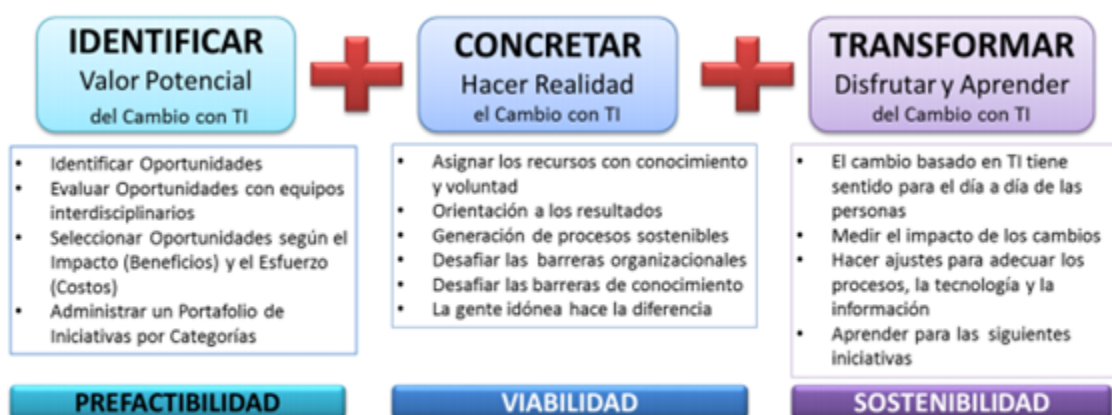 IDENTIFICAR
Valor Potencial
del Cambio con TI
• Identificar Oportunidades
• Evaluar Oportunidades con equipos
interdisciplinarios
• Seleccionar Oportunidades según el
Impacto (Beneficios) y el Esfuerzo
(Costos)
• Administrar un Portafolio de
Iniciativas por Categorías
PREFACTIBILIDAD
CONCRETAR
Hacer Realidad
el Cambio con TI
• Asignar los recursos con conocimiento
y voluntad
• Orientación a los resultados
• Generación de procesos sostenibles
• Desafiar las barreras organizacionales
• Desafiar las barreras de conocimiento
• La gente idónea hace la diferencia
VIABILIDAD
TRANSFORMAR
Disfrutar y Aprender
del Cambio con TI
• El cambio basado en TI tiene
sentido para el día a día de las
personas
• Medir el impacto de los cambios
• Hacer ajustes para adecuar los
procesos, la tecnología y la
información
• Aprender para las siguientes
iniciativas
SOSTENIBILIDAD